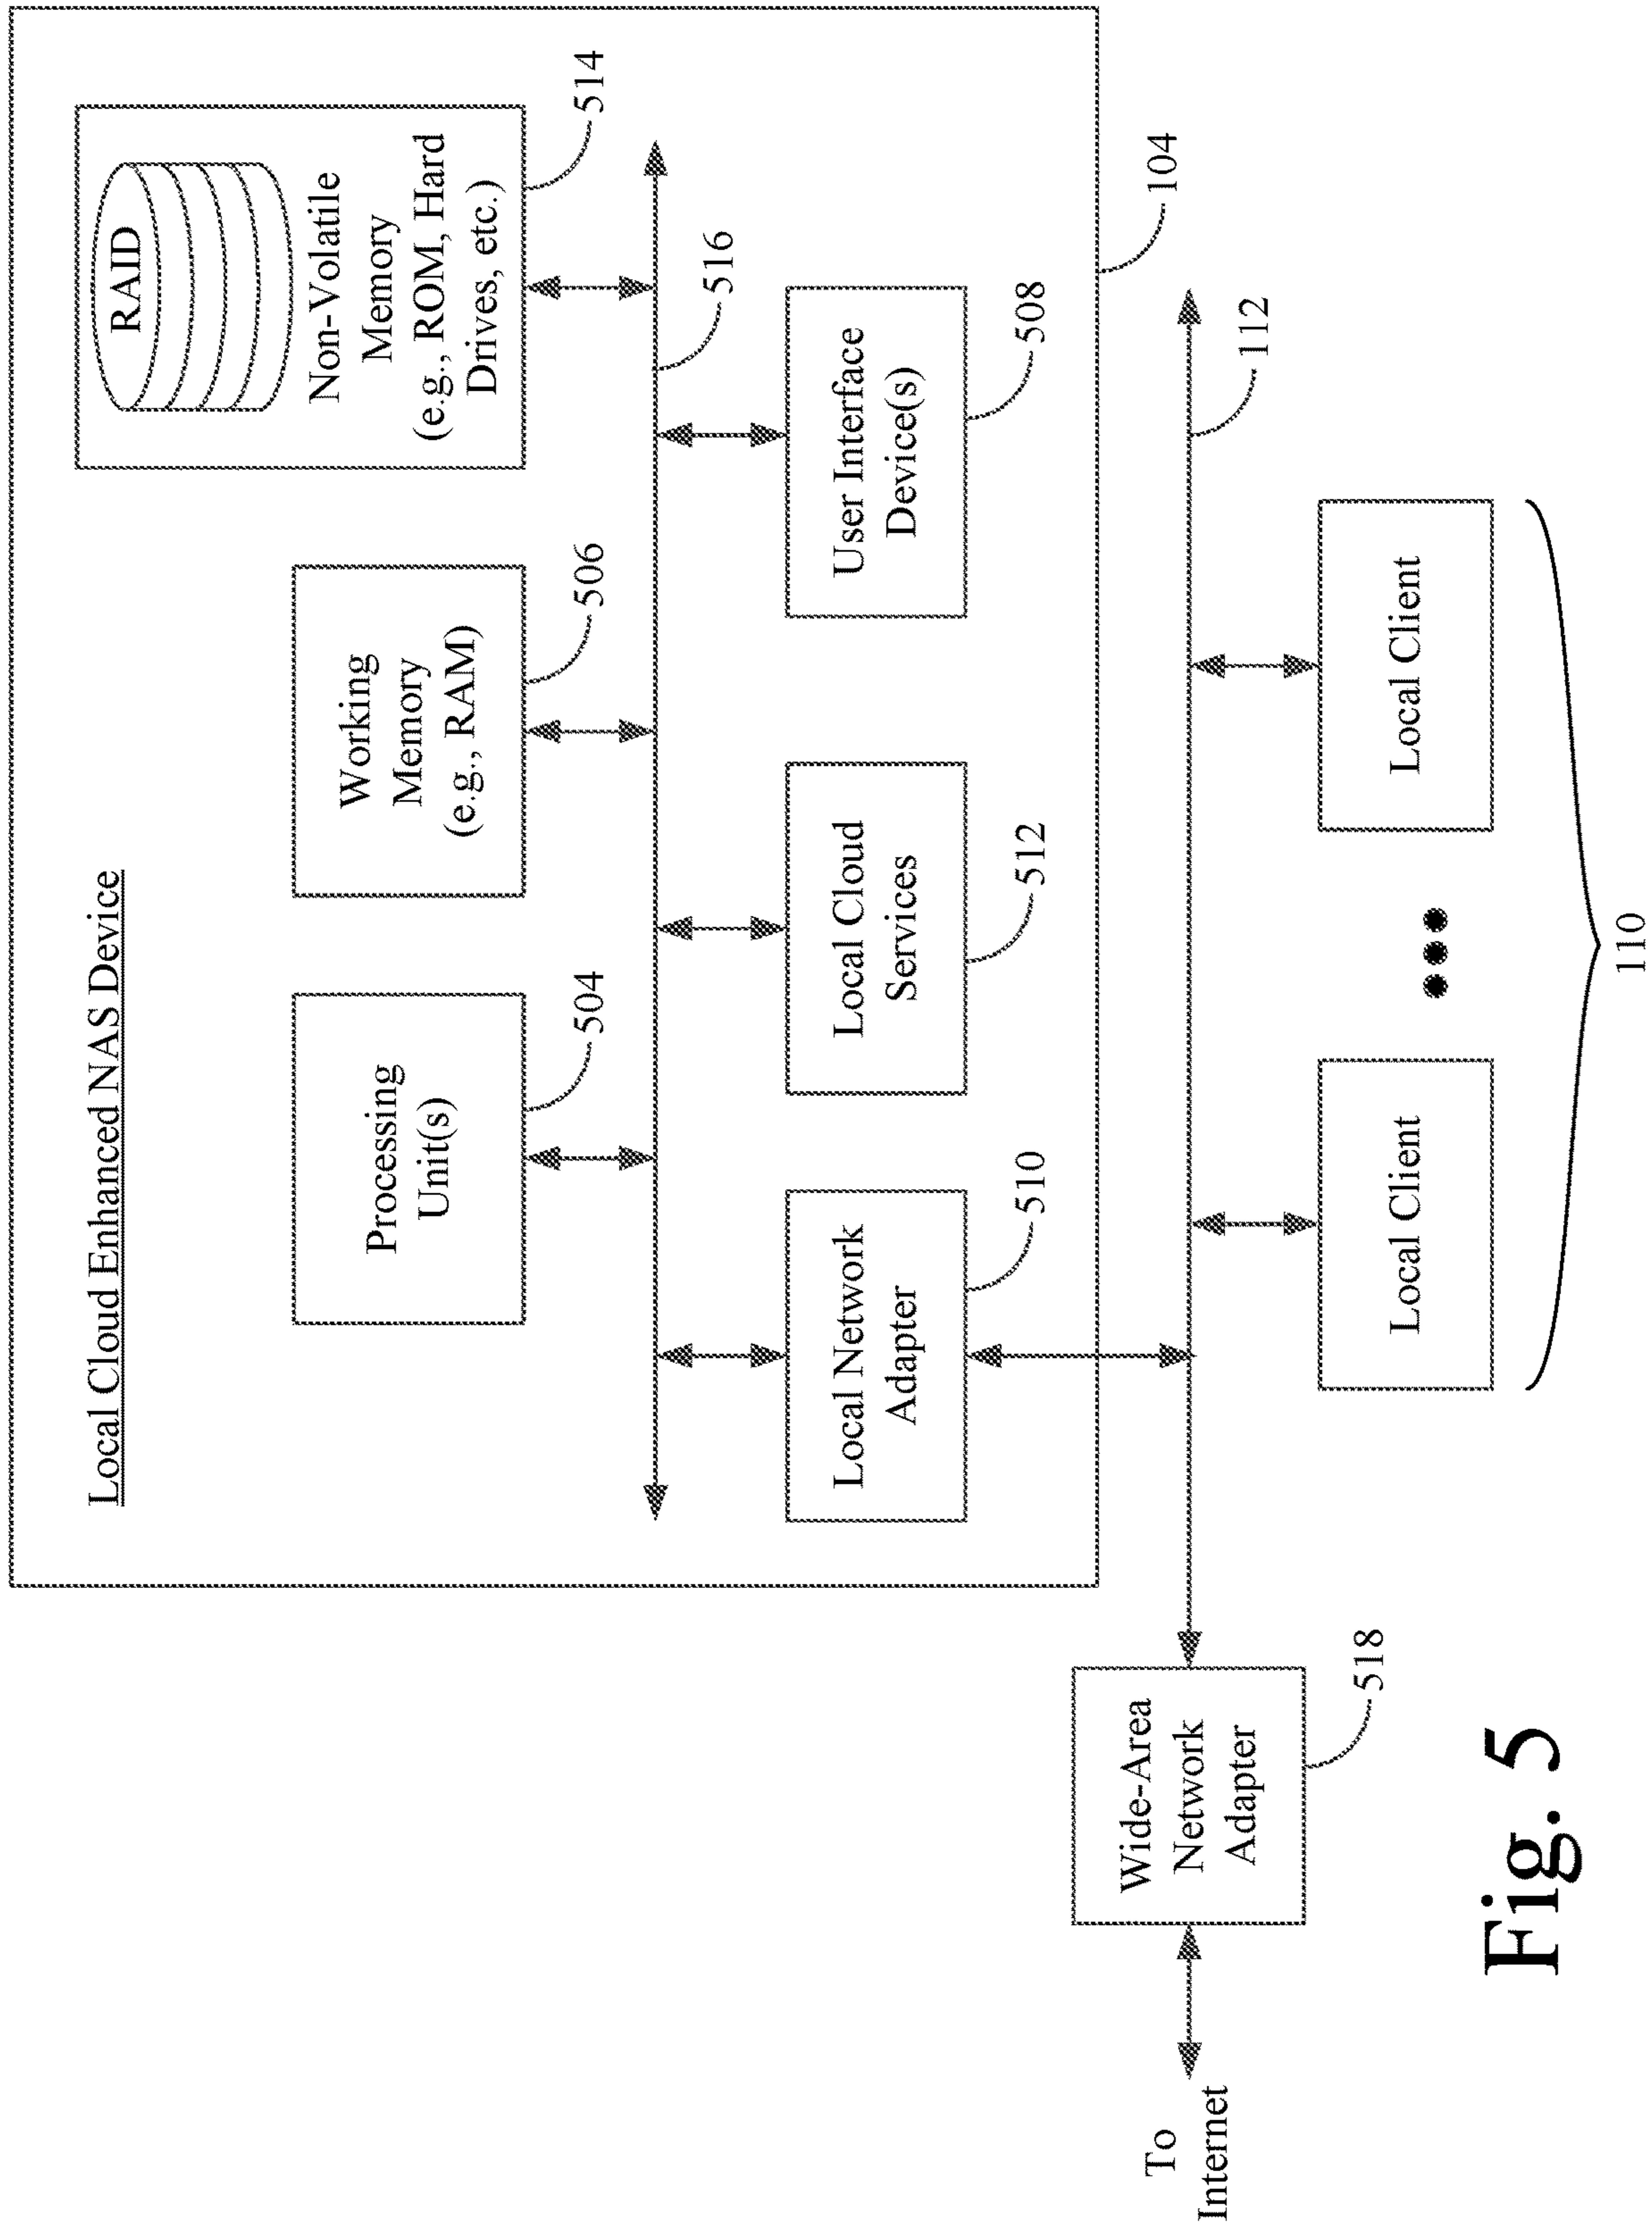 Local Cloud Enhanced NAS Device
RAID
Non-Volatile
Memory
(e.g., ROM, Hard
Drives, etc.)
514
Working
Memory
(e.g., RAM)
506
Processing
Unit(s)
504
516
Local Network
Adapter
510
Local Cloud
Services
512
User Interface
Device(s)
508
104
112
Wide-Area
Network
Adapter
518
To
Internet
Local Client
Local Client
110
Fig. 5